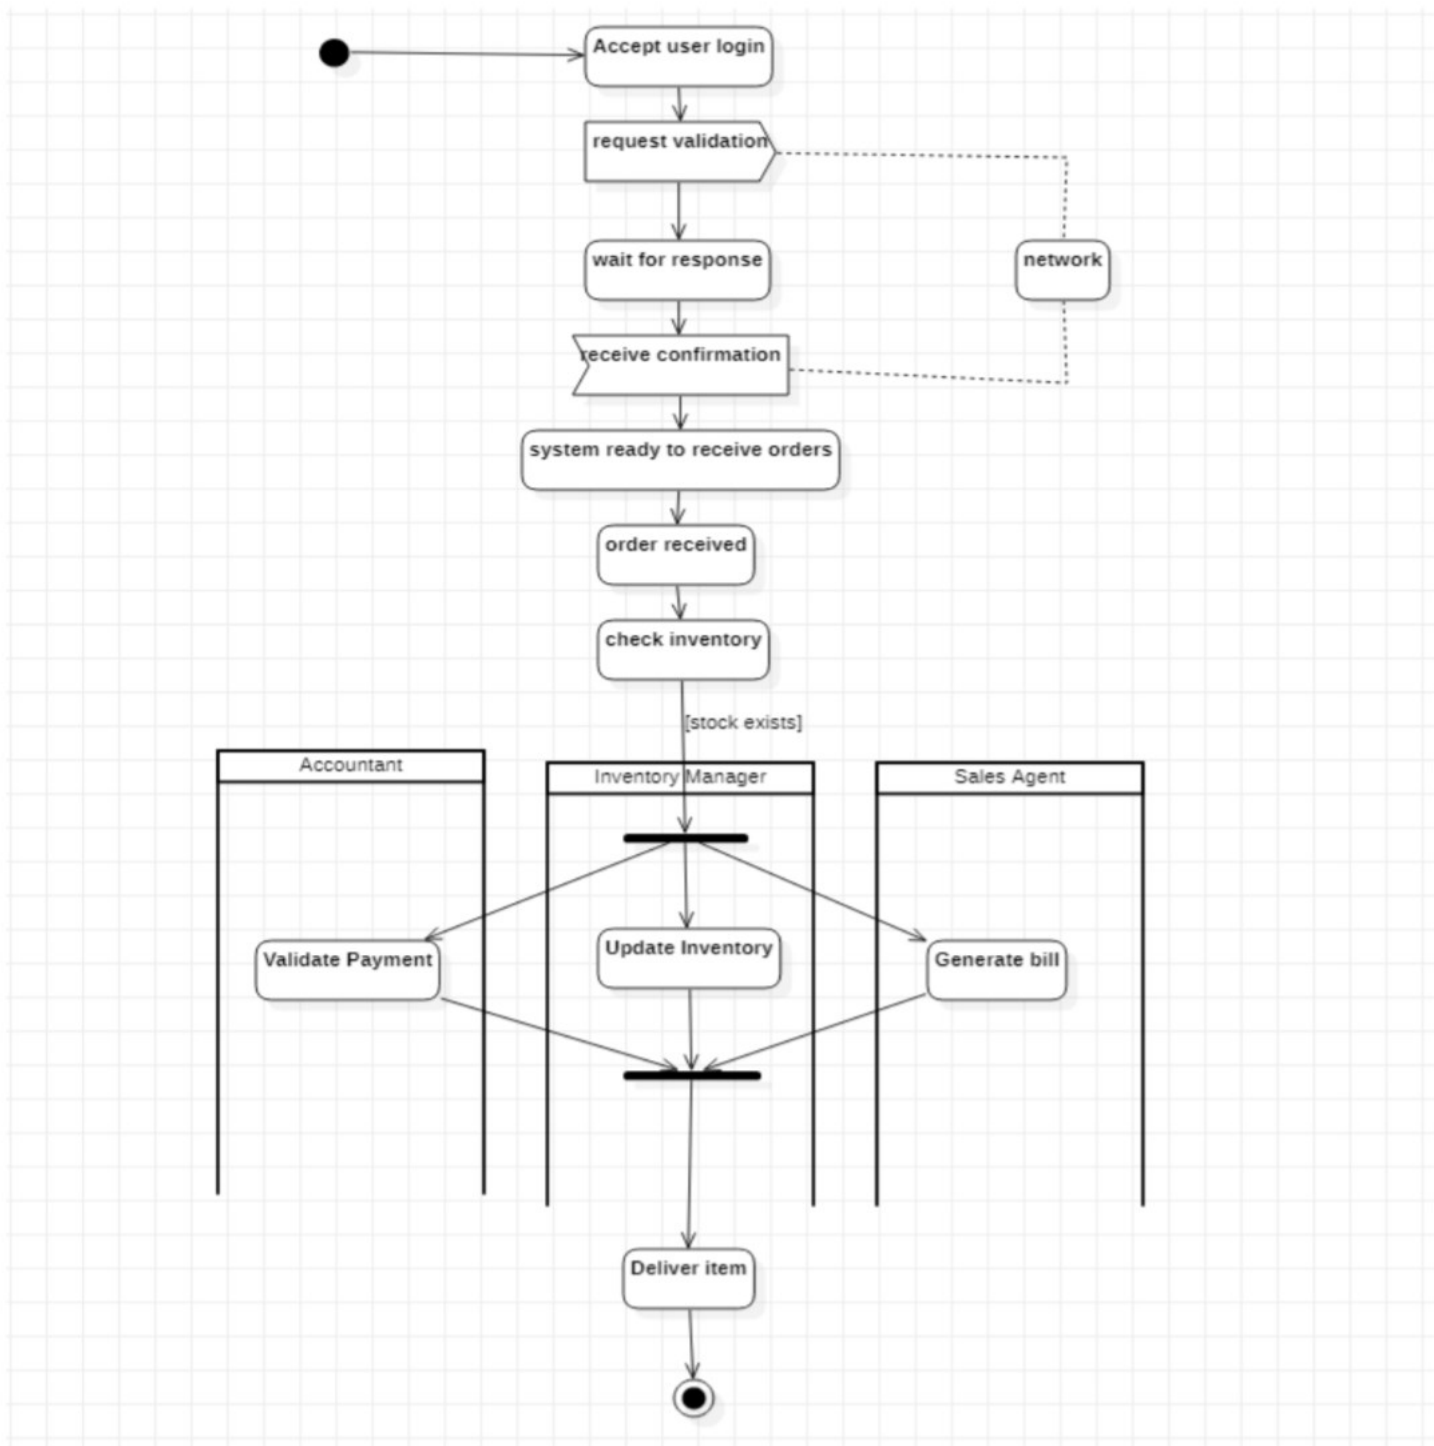 Accept user login
request validation
wait for response
network
receive confirmation
system ready to receive orders
order received
check inventory
[stock exists]
Accountant
Inventory Manager
Sales Agent
Validate Payment
Update Inventory
Generate bill
Deliver item